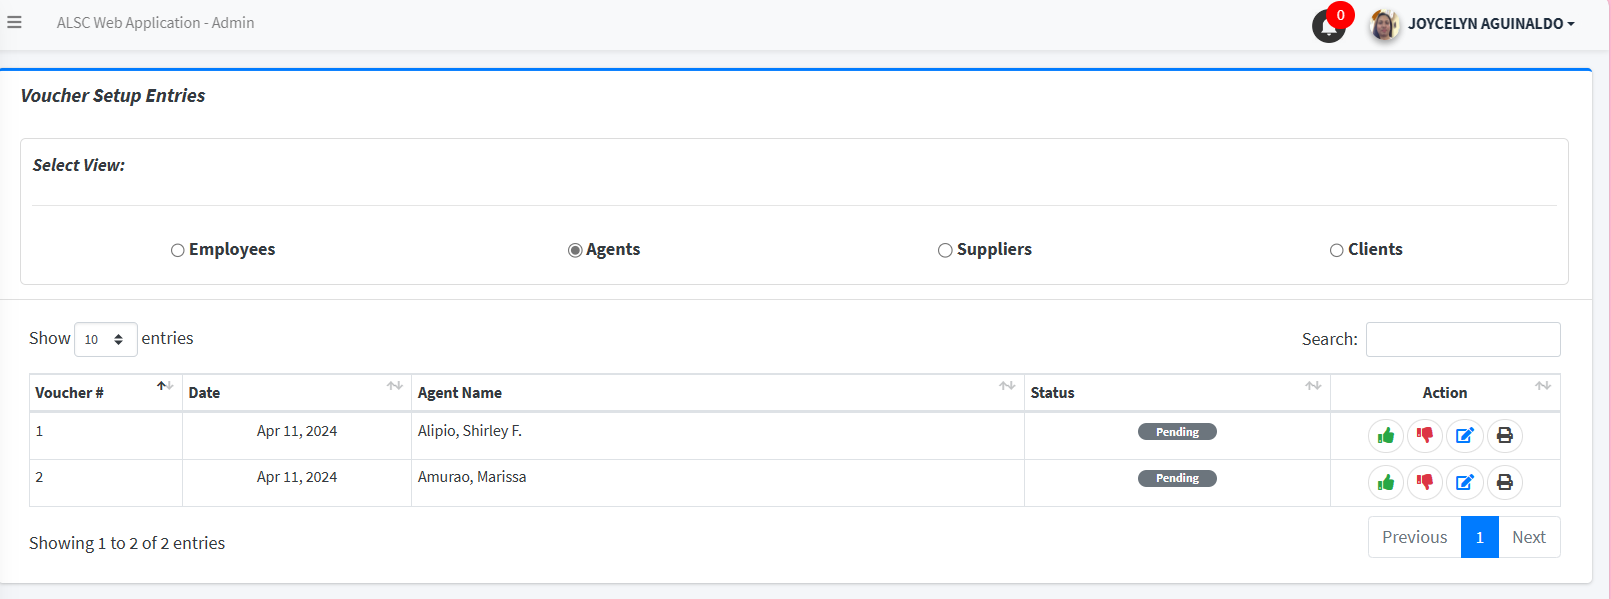 ALSC Web Application - Admin
0
JOYCELYN AGUINALDO
Voucher Setup Entries
Select View:
Employees Agents Suppliers Clients
Show 10 entries Search:
Voucher # Date Agent Name Status Action
1 Apr 11, 2024 Alipio, Shirley F. Pending
2 Apr 11, 2024 Amurao, Marissa Pending
Showing 1 to 2 of 2 entries Previous 1 Next